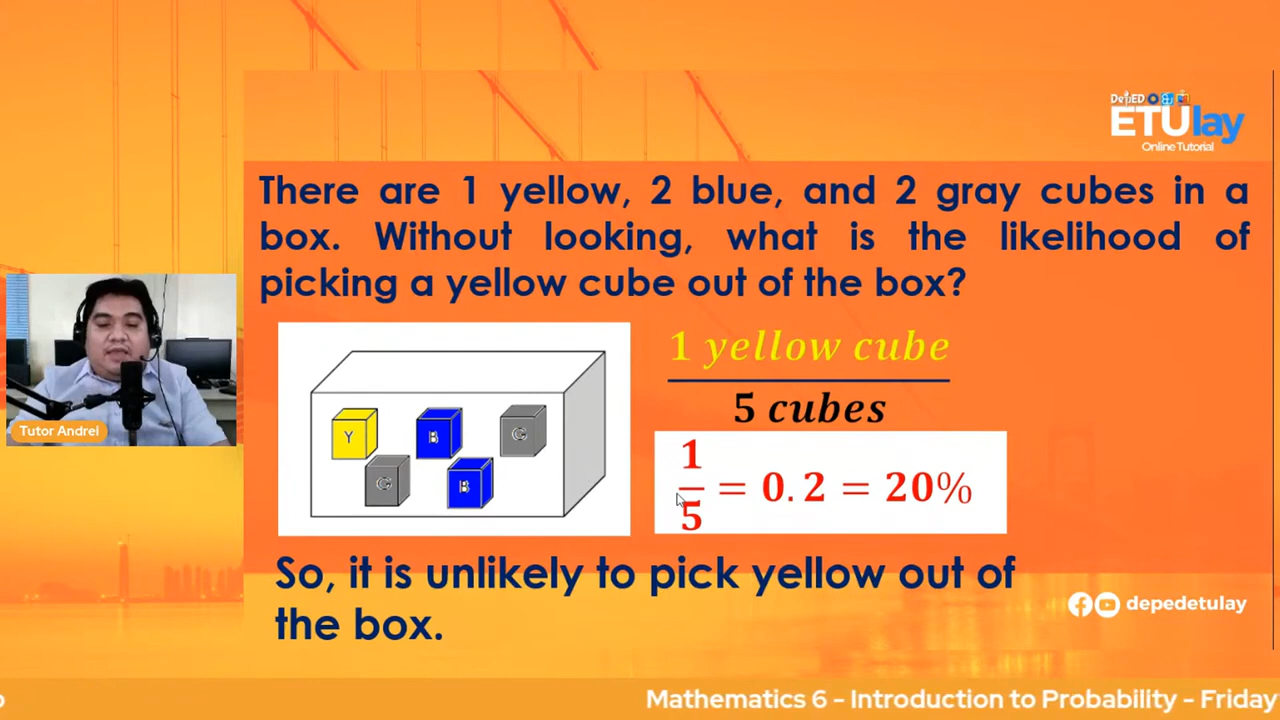 DepED
ETUlay
Online Tutorial
There are 1 yellow, 2 blue, and 2 gray cubes in a
box. Without looking, what is the likelihood of
picking a yellow cube out of the box?
Tutor Andrei
Y
B
G
G
B
1 yellow cube
5 cubes
1
5
= 0.2 = 20%
So, it is unlikely to pick yellow out of
the box.
depedetulay
Mathematics 6 - Introduction to Probability - Friday